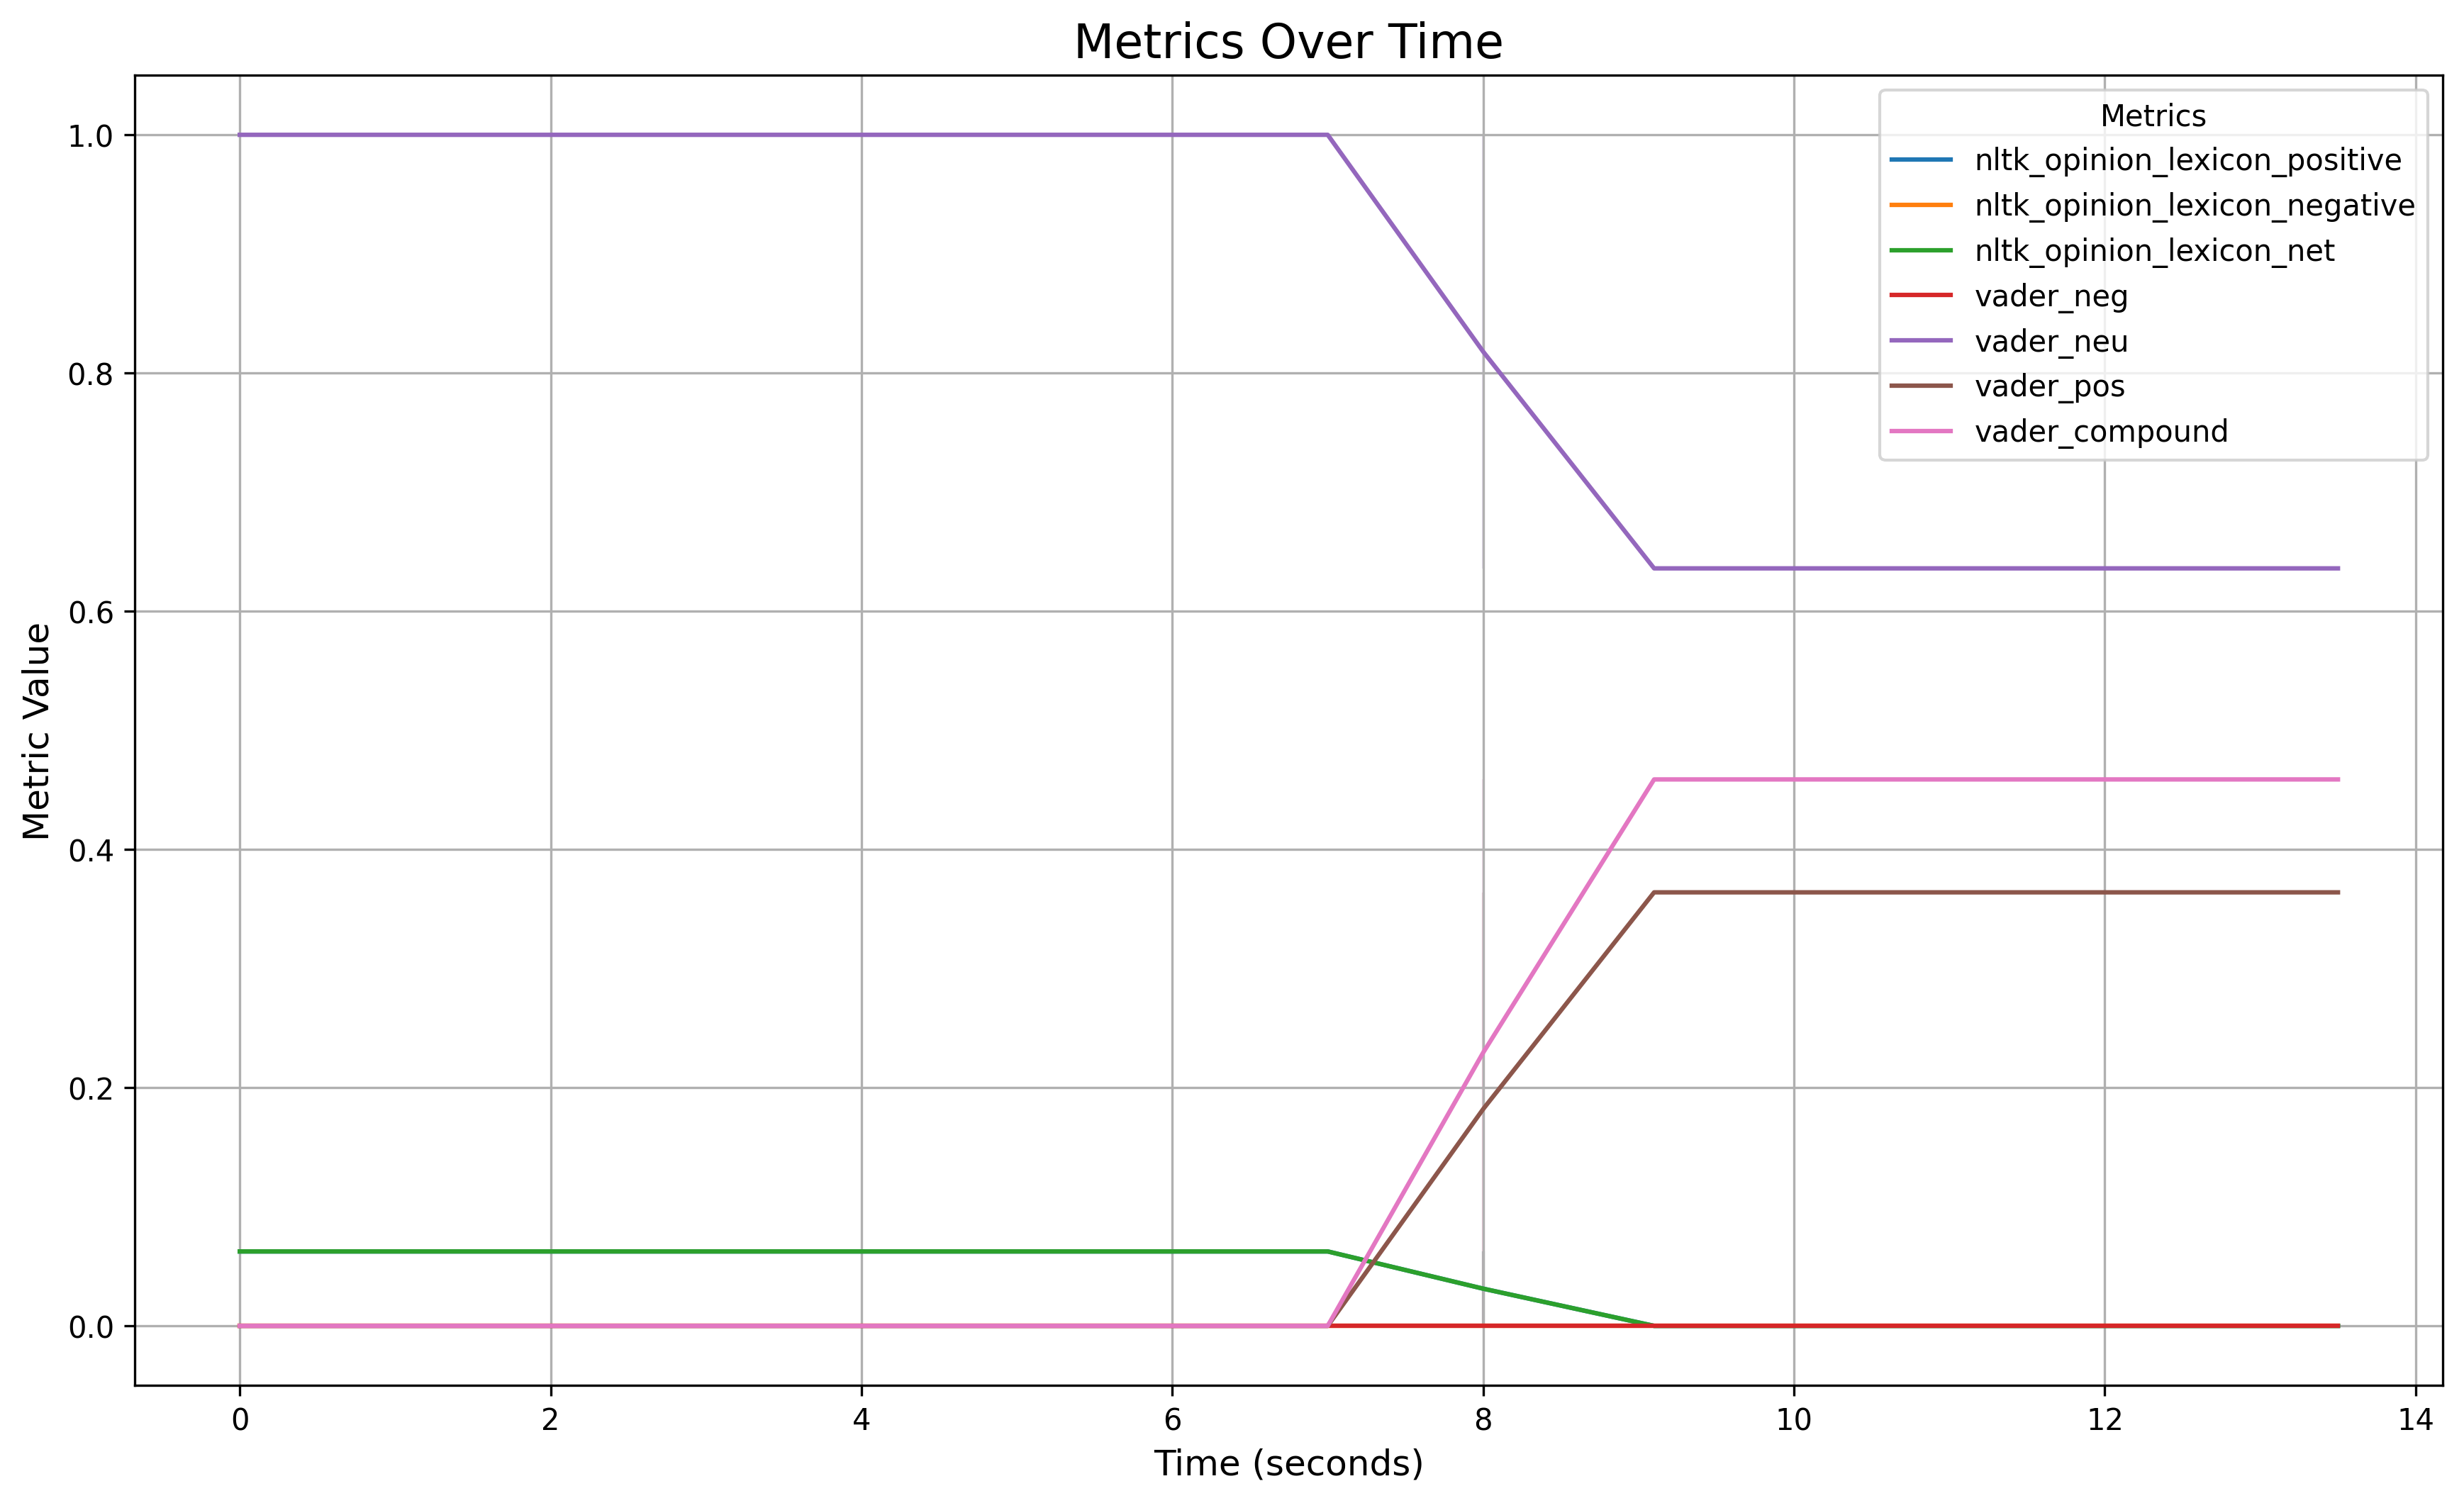 Metrics Over Time
Metrics
nltk_opinion_lexicon_positive
nltk_opinion_lexicon_negative
nltk_opinion_lexicon_net
vader_neg
vader_neu
vader_pos
vader_compound
Metric Value
1.0
0.8
0.6
0.4
0.2
0.0
0 2 4 6 8 10 12 14
Time (seconds)